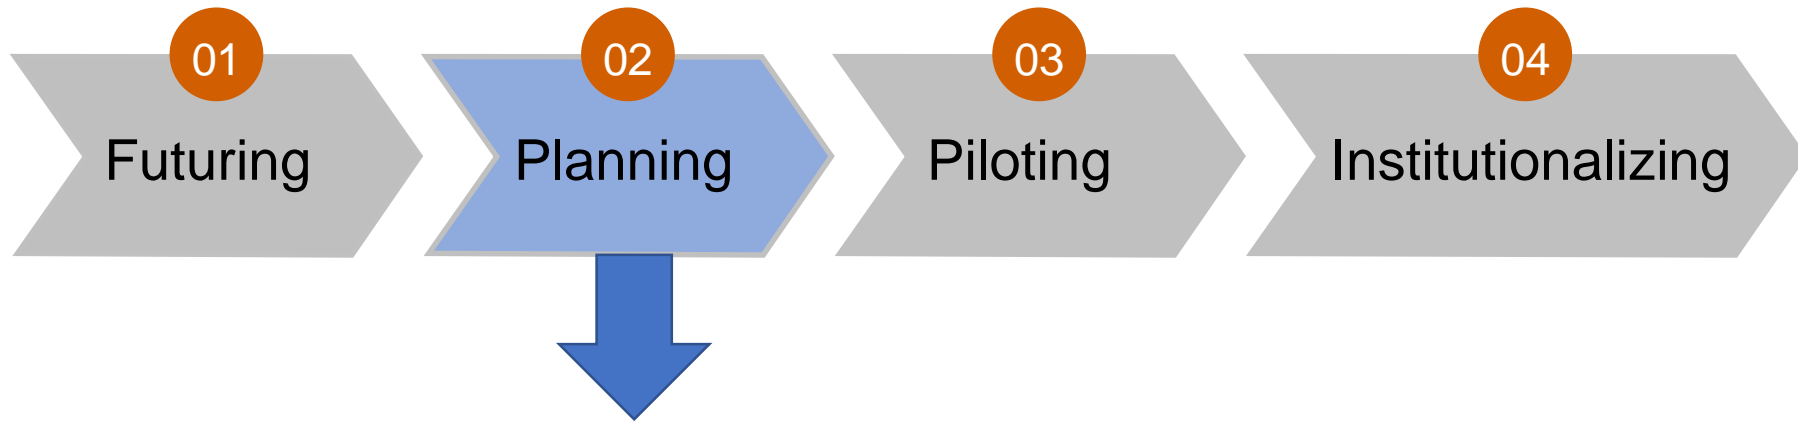 01
Futuring
02
Planning
03
Piloting
04
Institutionalizing